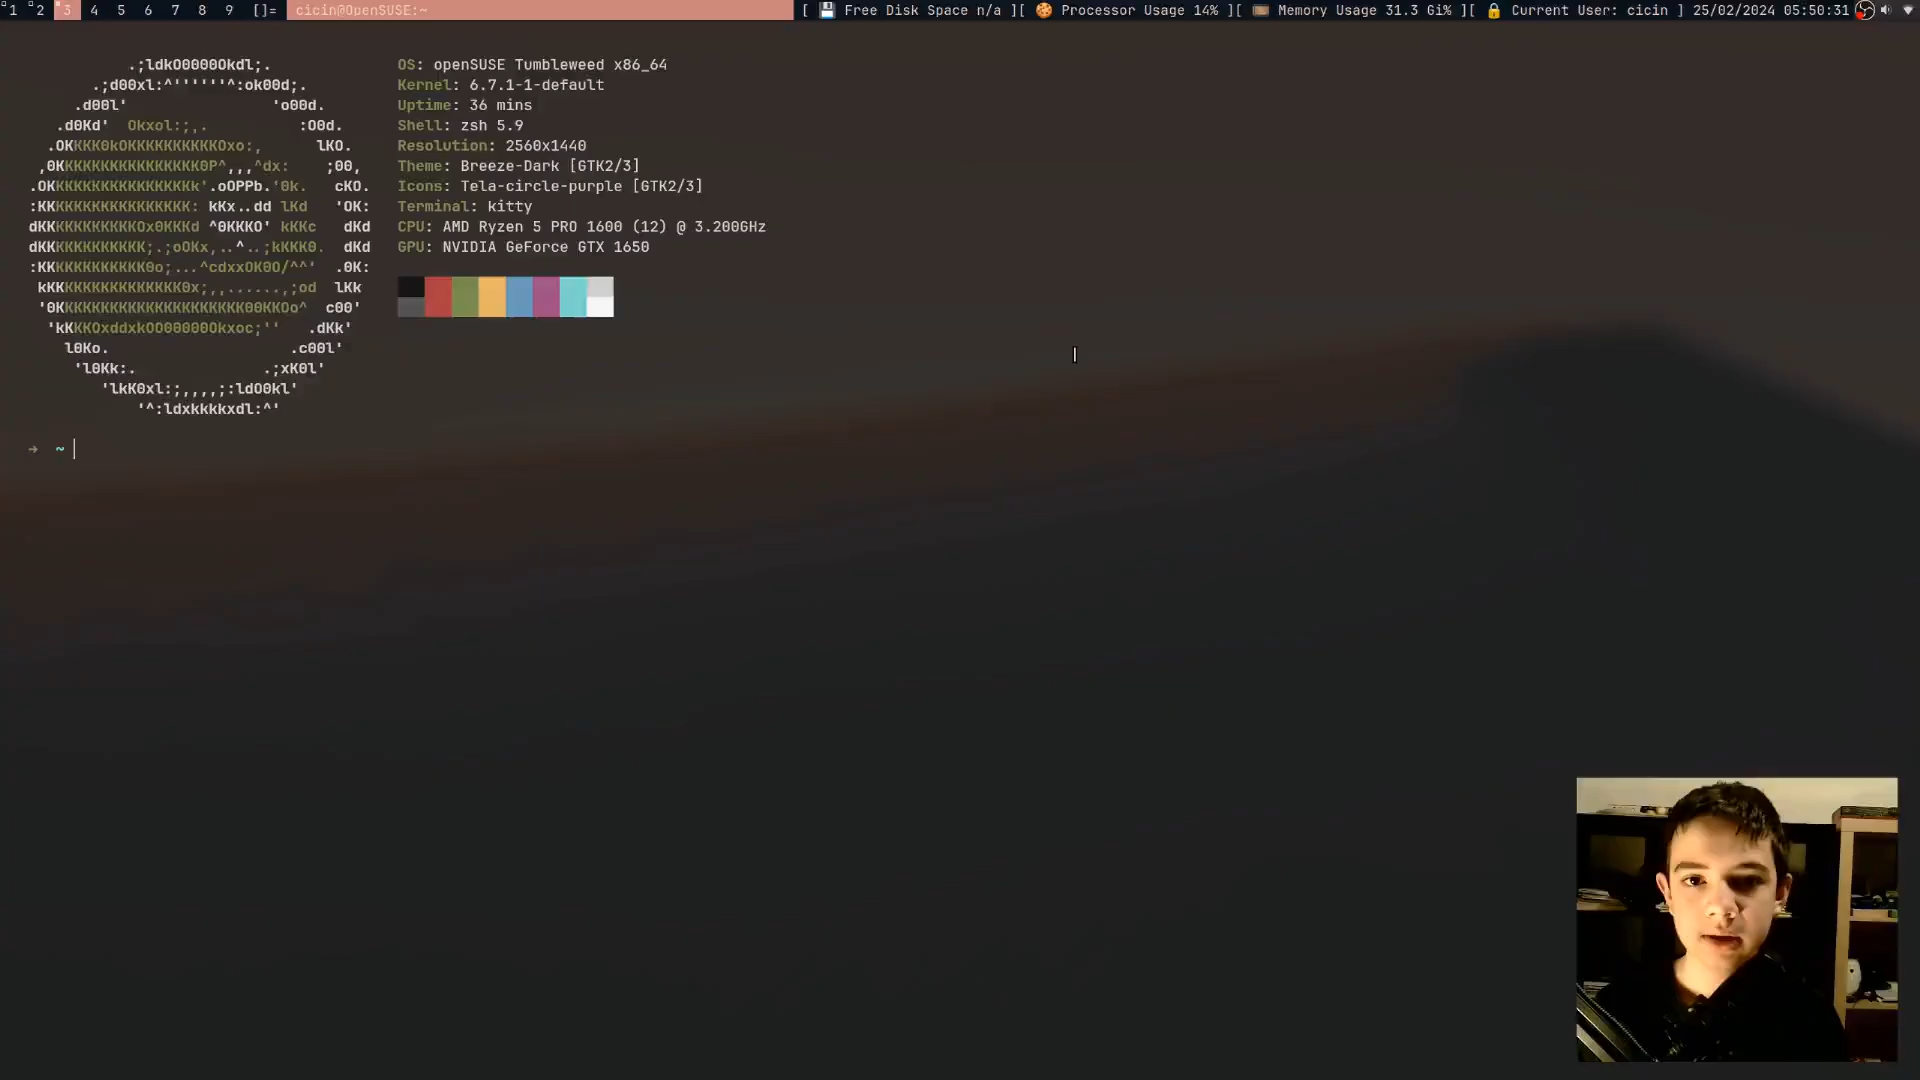 1 2 3 4 5 6 7 8 9 []= cicin@OpenSUSE:~ [ 💾 Free Disk Space n/a ][ 🍪 Processor Usage 14% ][ Memory Usage 31.3 Gi% ][ 🔒 Current User: cicin ] 25/02/2024 05:50:31
OS: openSUSE Tumbleweed x86_64
Kernel: 6.7.1-1-default
Uptime: 36 mins
Shell: zsh 5.9
Resolution: 2560x1440
Theme: Breeze-Dark [GTK2/3]
Icons: Tela-circle-purple [GTK2/3]
Terminal: kitty
CPU: AMD Ryzen 5 PRO 1600 (12) @ 3.200GHz
GPU: NVIDIA GeForce GTX 1650
→ ~